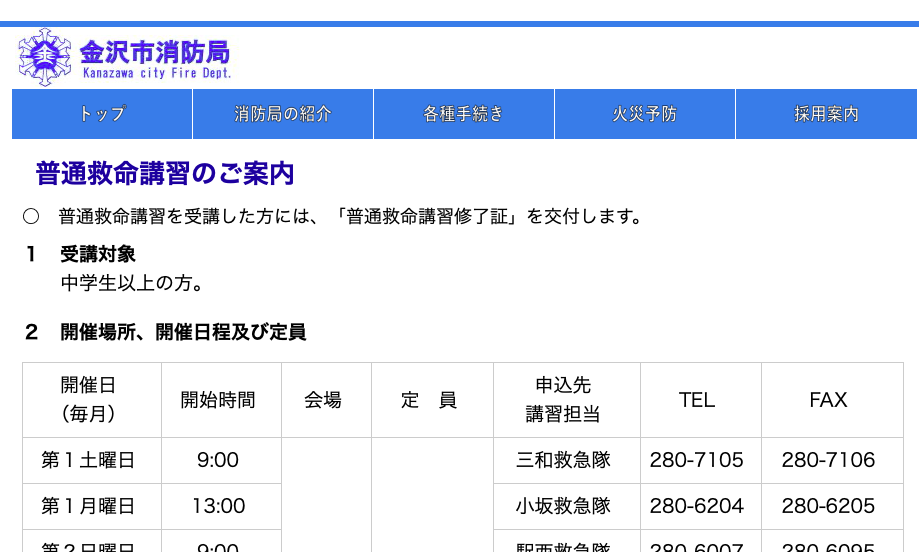 金沢市消防局
Kanazawa city Fire Dept.
トップ 消防局の紹介 各種手続き 火災予防 採用案内
普通救命講習のご案内
○ 普通救命講習を受講した方には、「普通救命講習修了証」を交付します。
1 受講対象
中学生以上の方。
2 開催場所、開催日程及び定員
開催日（毎月） 開始時間 会場 定 員 申込先講習担当 TEL FAX
第１土曜日 9:00 三和救急隊 280-7105 280-7106
第１月曜日 13:00 小坂救急隊 280-6204 280-6205
第２日曜日 9:00 駅西救急隊 280-6007 280-6095